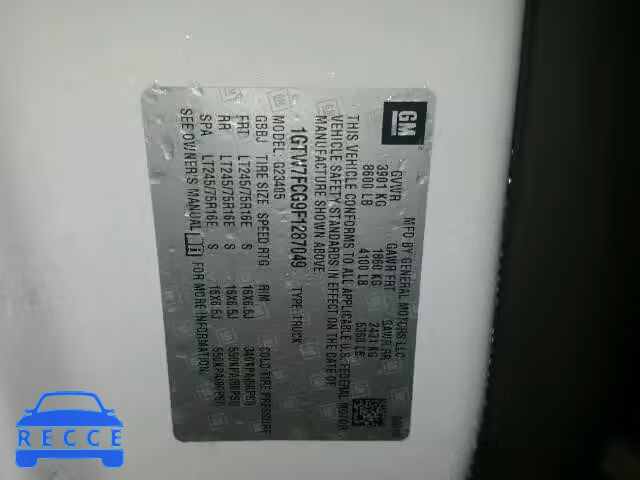 GM
MFD BY GENERAL MOTORS LLC
GVWR GAWR FRT GAWR RR
3901 KG 1860 KG 2431 KG
8600 LB 4100 LB 5360 LB
THIS VEHICLE CONFORMS TO ALL APPLICABLE U.S. FEDERAL MOTOR
VEHICLE SAFETY STANDARDS IN EFFECT ON THE DATE OF
MANUFACTURE SHOWN ABOVE.
1GTW7FCG9F1287049 TYPE: TRUCK
G23405
GBBJ TIRE SIZE SPEED RTG RIM COLD TIRE PRESSURE
FRT LT245/75R16E S 16X6.5J
RR LT245/75R16E S 16X6.5J
SPA LT245/75R16E S 16X6.5J
SEE OWNER'S MANUAL FOR MORE INFORMATION.
RECCE